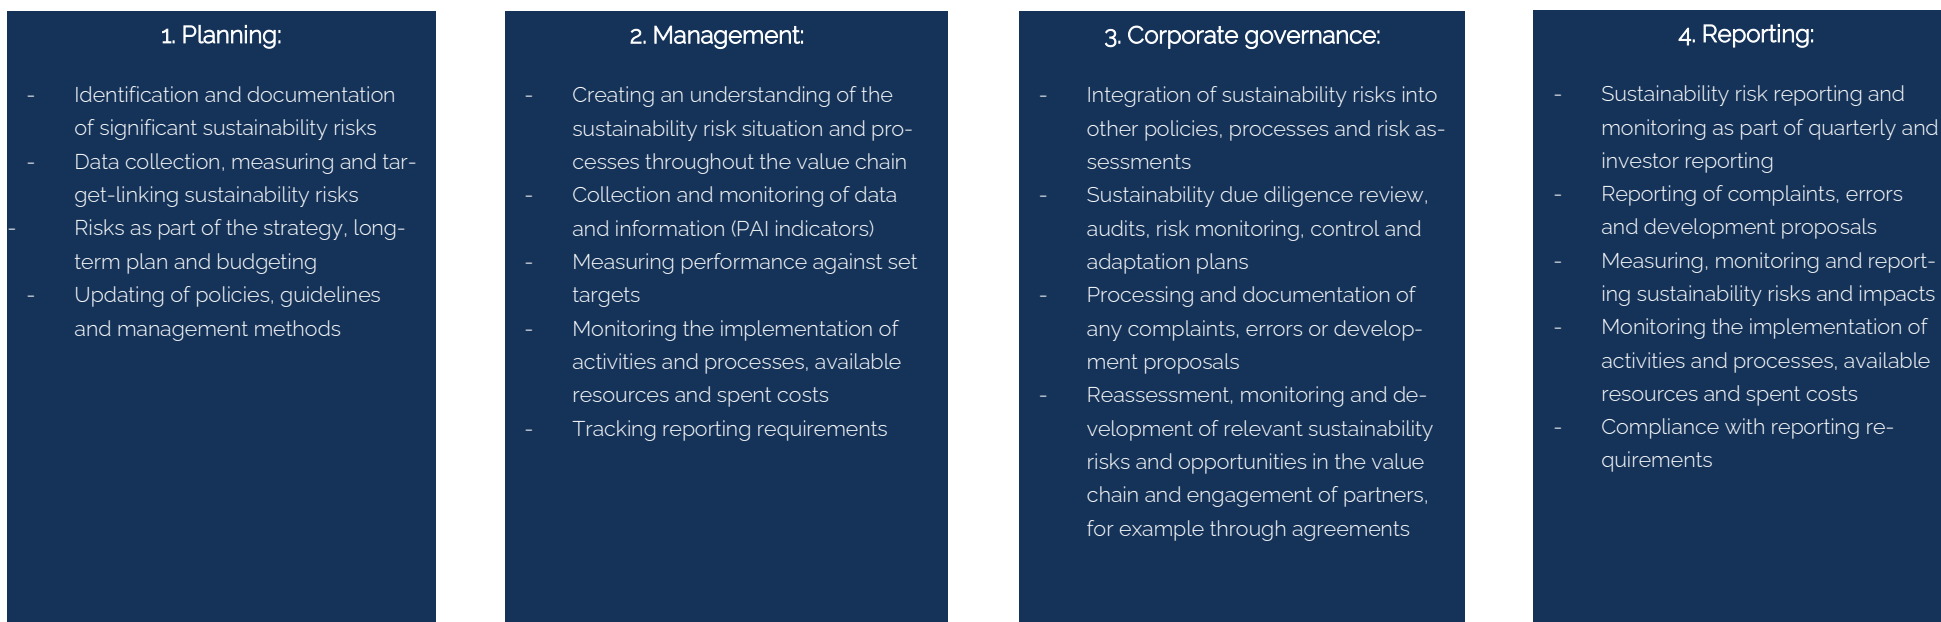 1. Planning:
- Identification and documentation
of significant sustainability risks
- Data collection, measuring and tar-
get-linking sustainability risks
- Risks as part of the strategy, long-
term plan and budgeting
- Updating of policies, guidelines
and management methods
2. Management:
- Creating an understanding of the
sustainability risk situation and pro-
cesses throughout the value chain
- Collection and monitoring of data
and information (PAI indicators)
- Measuring performance against set
targets
- Monitoring the implementation of
activities and processes, available
resources and spent costs
- Tracking reporting requirements
3. Corporate governance:
- Integration of sustainability risks into
other policies, processes and risk as-
sessments
- Sustainability due diligence review,
audits, risk monitoring, control and
adaptation plans
- Processing and documentation of
any complaints, errors or develop-
ment proposals
- Reassessment, monitoring and de-
velopment of relevant sustainability
risks and opportunities in the value
chain and engagement of partners,
for example through agreements
4. Reporting:
- Sustainability risk reporting and
monitoring as part of quarterly and
investor reporting
- Reporting of complaints, errors
and development proposals
- Measuring, monitoring and report-
ing sustainability risks and impacts
- Monitoring the implementation of
activities and processes, available
resources and spent costs
- Compliance with reporting re-
quirements